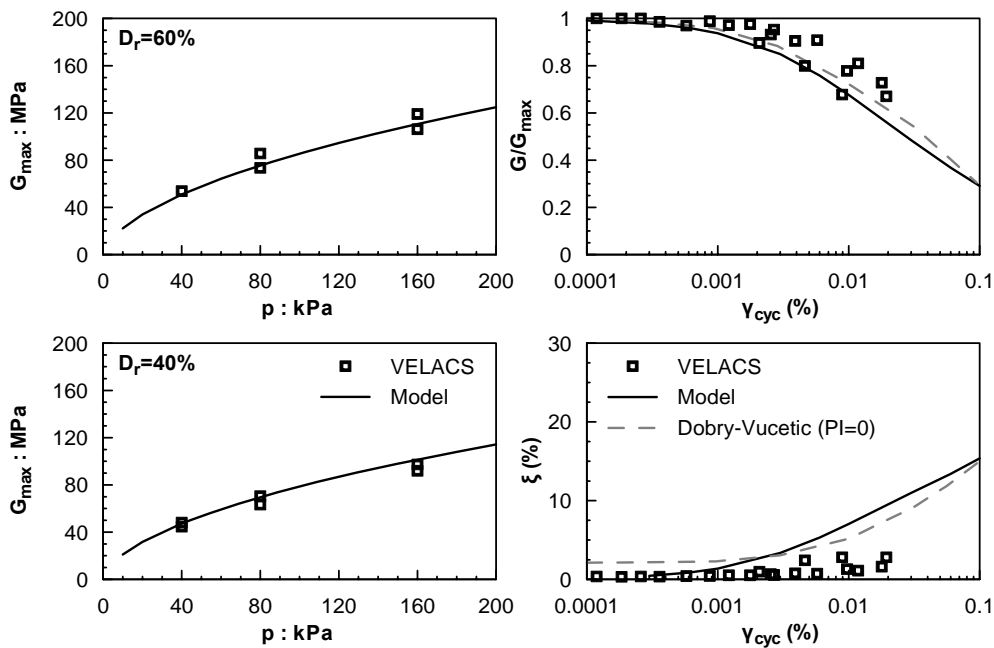 200
160
120
80
40
0
G_max : MPa
D_r=60%
0 40 80 120 160 200
p : kPa
1
0.8
0.6
0.4
0.2
0
G/G_max
0.0001 0.001 0.01 0.1
γ_cyc (%)
200
160
120
80
40
0
G_max : MPa
D_r=40%
VELACS
Model
0 40 80 120 160 200
p : kPa
30
20
10
0
ξ (%)
VELACS
Model
Dobry-Vucetic (PI=0)
0.0001 0.001 0.01 0.1
γ_cyc (%)